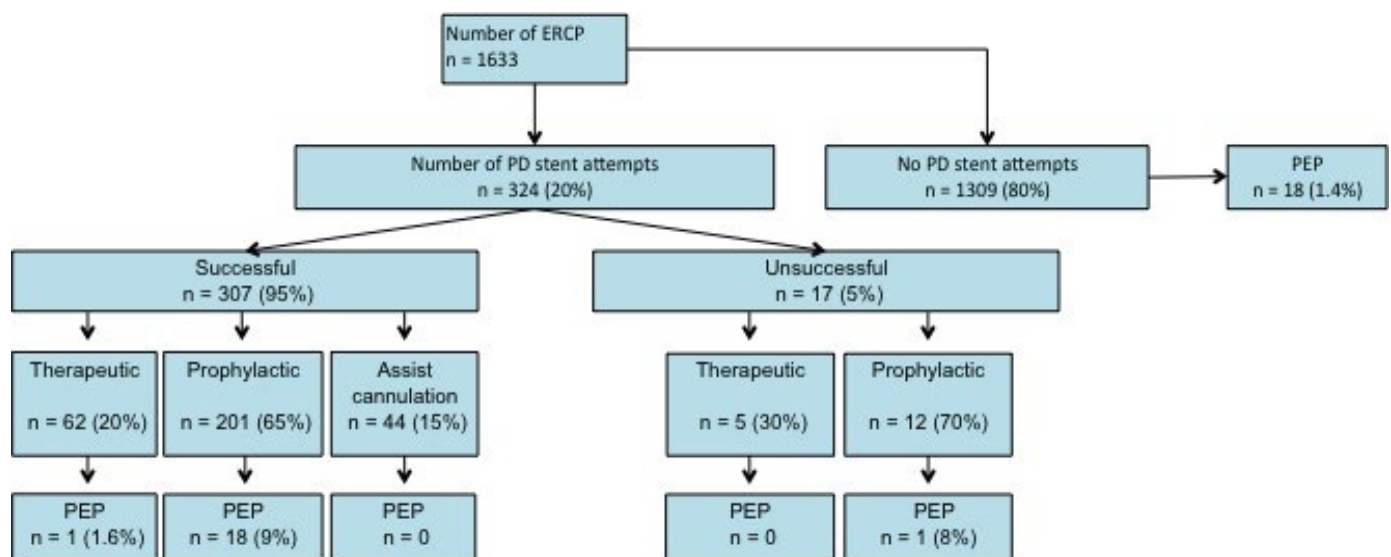 Number of ERCP
n = 1633
Number of PD stent attempts
n = 324 (20%)
No PD stent attempts
n = 1309 (80%)
PEP
n = 18 (1.4%)
Successful
n = 307 (95%)
Unsuccessful
n = 17 (5%)
Therapeutic
n = 62 (20%)
Prophylactic
n = 201 (65%)
Assist
cannulation
n = 44 (15%)
Therapeutic
n = 5 (30%)
Prophylactic
n = 12 (70%)
PEP
n = 1 (1.6%)
PEP
n = 18 (9%)
PEP
n = 0
PEP
n = 0
PEP
n = 1 (8%)